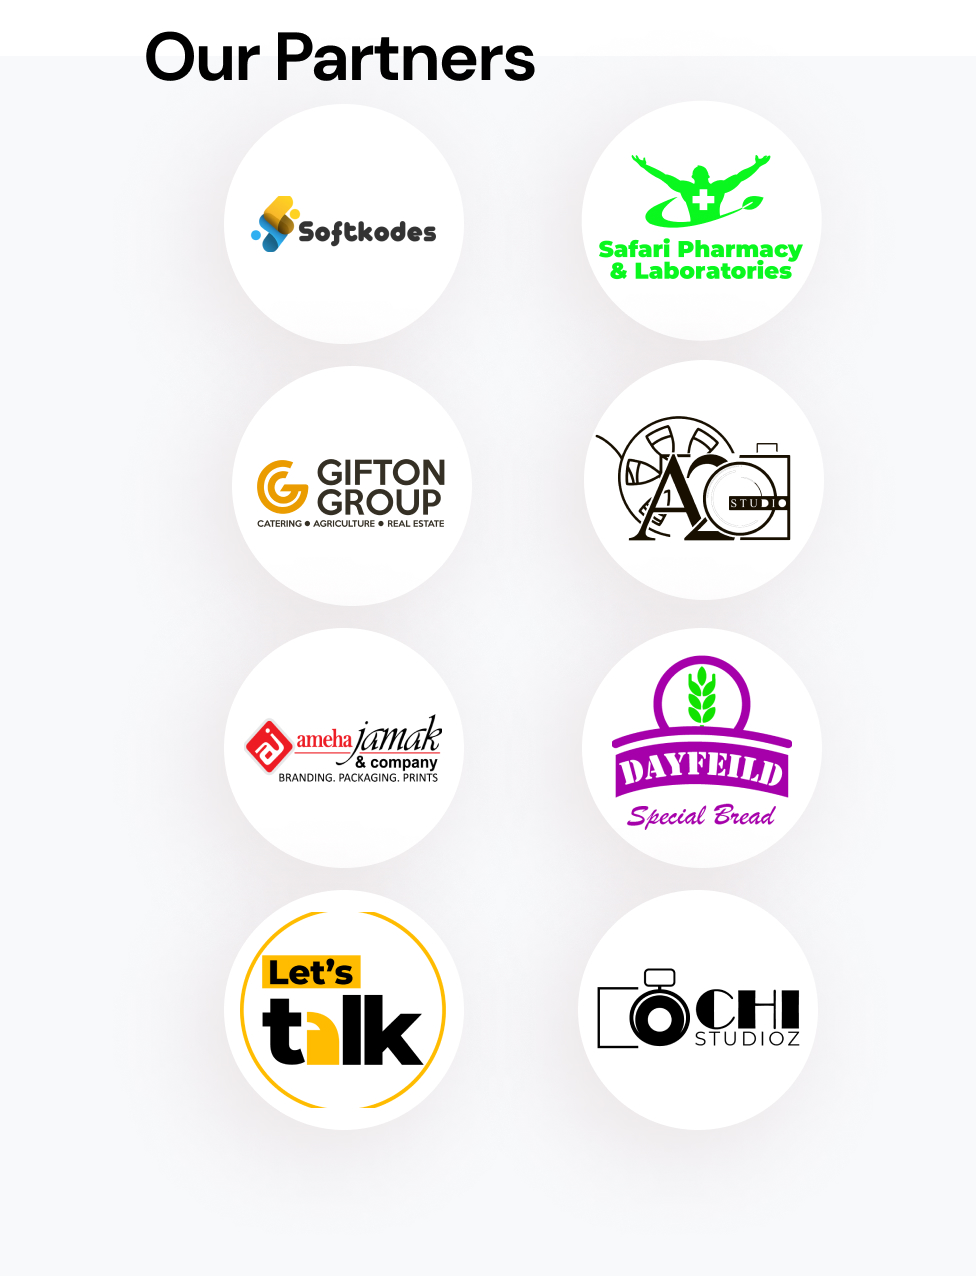 Our Partners
Softkodes
Safari Pharmacy
& Laboratories
GIFTON
GROUP
CATERING • AGRICULTURE • REAL ESTATE
STUDIO
ameha jamak
& company
BRANDING. PACKAGING. PRINTS
DAYFEILD
Special Bread
Let's
talk
OCHI
STUDIOZ